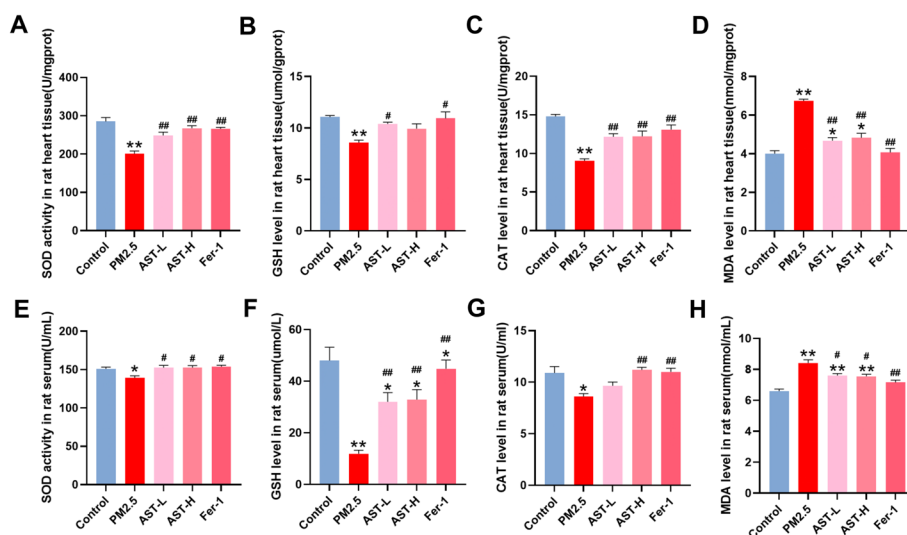 A
SOD activity in rat heart tissue(U/mgprot)
400
300
200
100
0
**
##
##
##
Control
PM2.5
AST-L
AST-H
Fer-1
B
GSH level in rat heart tissue(umol/gprot)
15
10
5
0
**
#
#
Control
PM2.5
AST-L
AST-H
Fer-1
C
CAT level in rat heart tissue(U/mgprot)
20
15
10
5
0
**
##
##
##
Control
PM2.5
AST-L
AST-H
Fer-1
D
MDA level in rat heart tissue(nmol/mgprot)
8
6
4
2
0
**
##
*
##
*
##
Control
PM2.5
AST-L
AST-H
Fer-1
E
SOD activity in rat serum(U/mL)
200
150
100
50
0
*
#
#
#
Control
PM2.5
AST-L
AST-H
Fer-1
F
GSH level in rat serum(umol/L)
60
40
20
0
**
##
*
##
*
##
*
Control
PM2.5
AST-L
AST-H
Fer-1
G
CAT level in rat serum(U/ml)
15
10
5
0
*
##
##
Control
PM2.5
AST-L
AST-H
Fer-1
H
MDA level in rat serum(nmol/mL)
10
8
6
4
2
0
**
#
**
#
**
##
Control
PM2.5
AST-L
AST-H
Fer-1